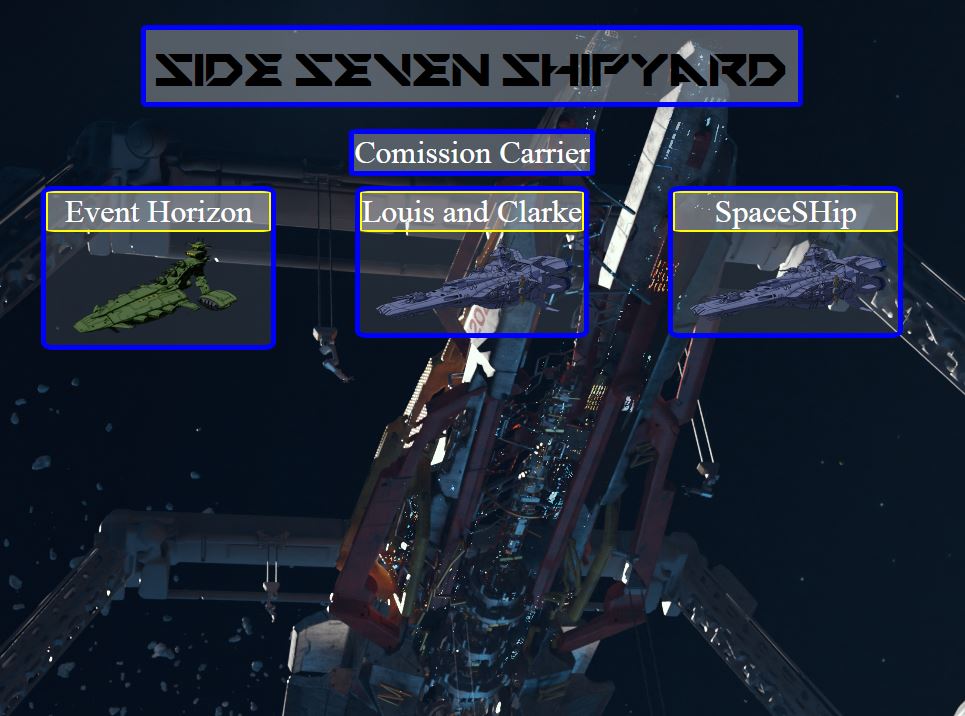 SIDE SEVEN SHIPYARD
Comission Carrier
Event Horizon
Louis and Clarke
SpaceSHip